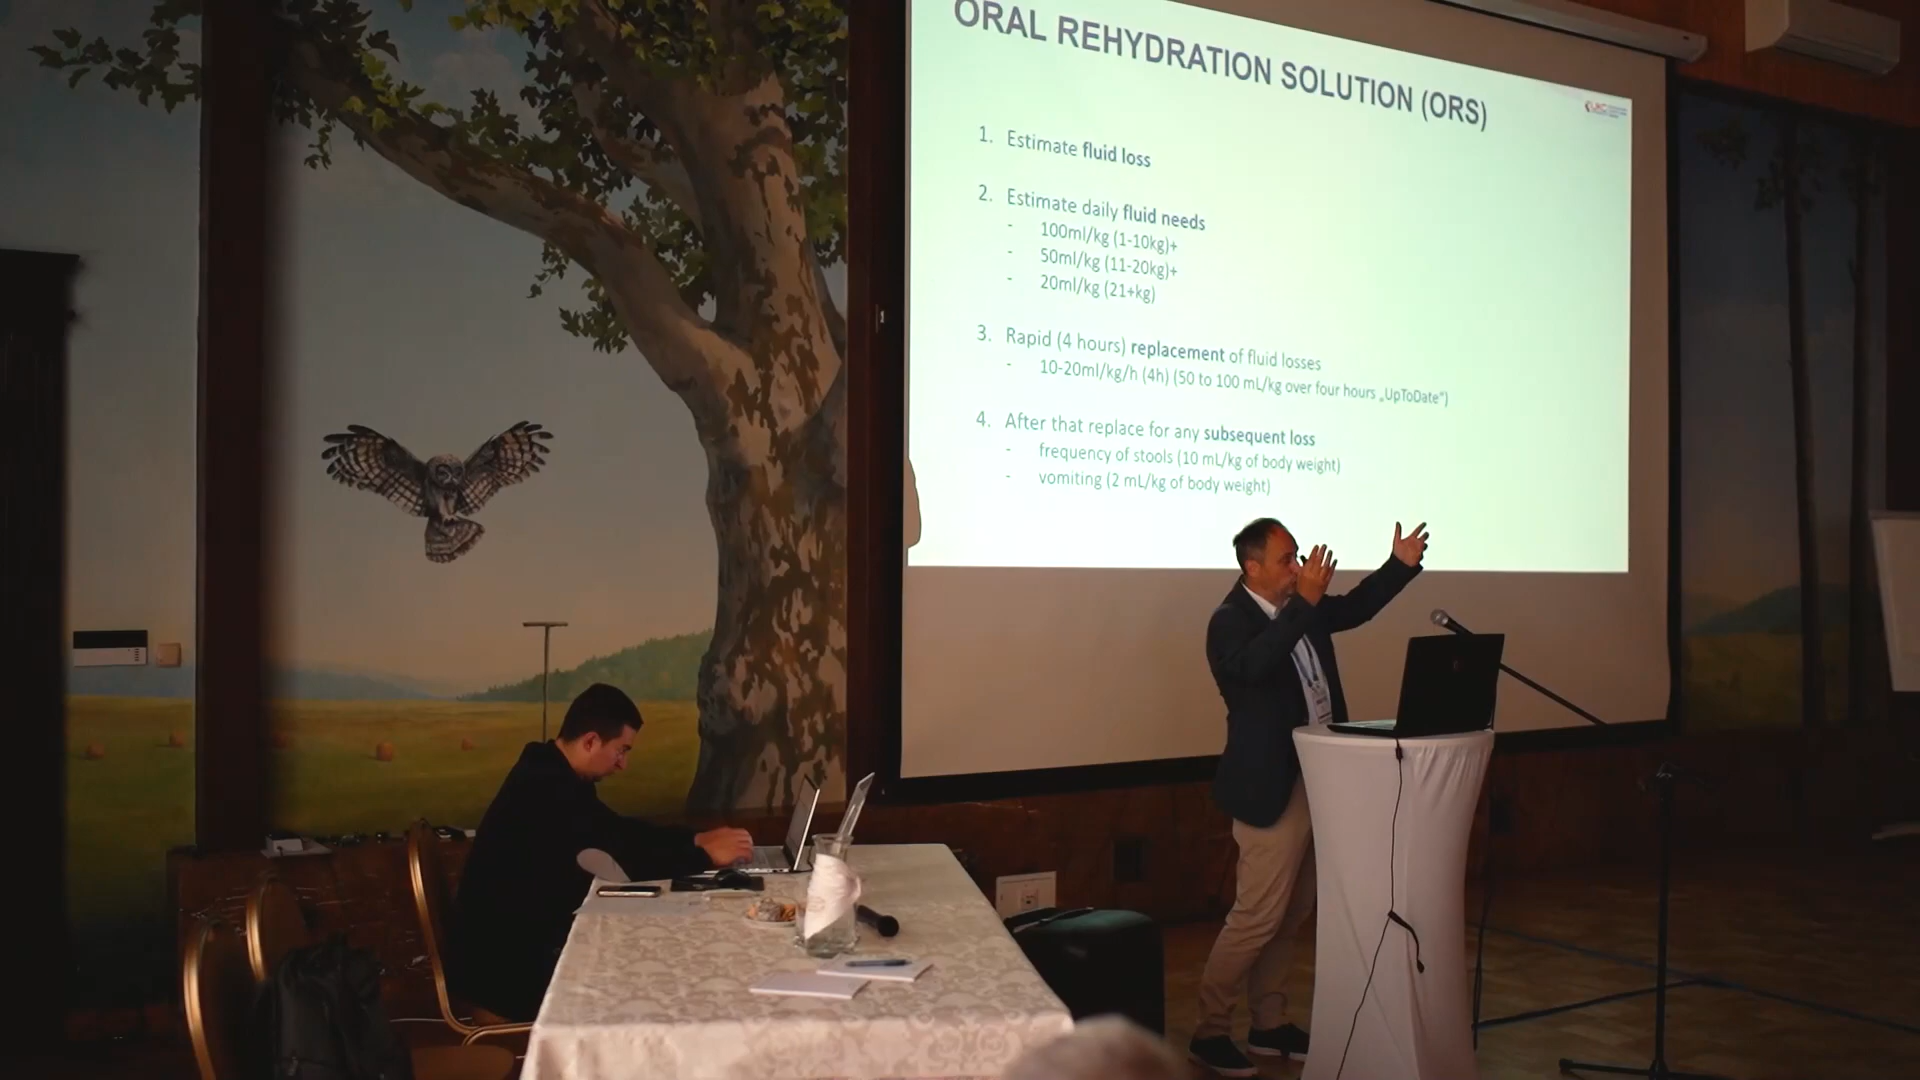 ORAL REHYDRATION SOLUTION (ORS)
1. Estimate fluid loss
2. Estimate daily fluid needs
- 100ml/kg (1-10kg)+
- 50ml/kg (11-20kg)+
- 20ml/kg (21+kg)
3. Rapid (4 hours) replacement of fluid losses
- 10-20ml/kg/h (4h) (50 to 100 mL/kg over four hours „UpToDate")
4. After that replace for any subsequent loss
- frequency of stools (10 mL/kg of body weight)
- vomiting (2 mL/kg of body weight)